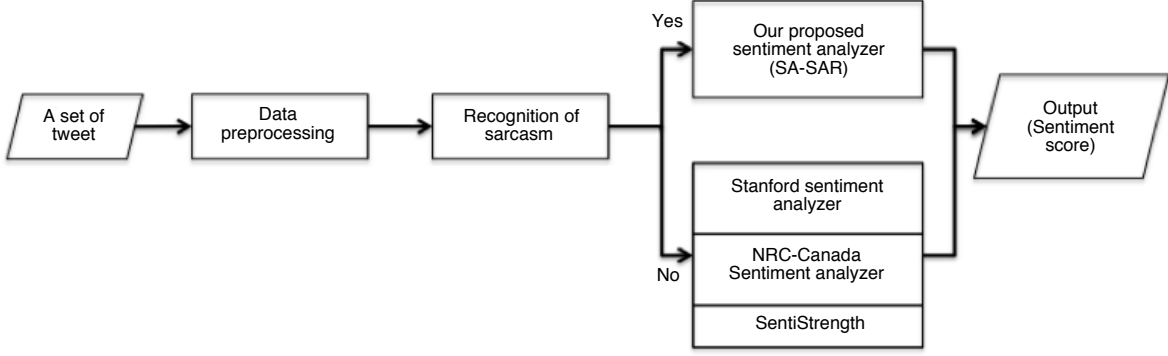 A set of
tweet
Data
preprocessing
Recognition of
sarcasm
Yes
Our proposed
sentiment analyzer
(SA-SAR)
No
Stanford sentiment
analyzer
NRC-Canada
Sentiment analyzer
SentiStrength
Output
(Sentiment
score)